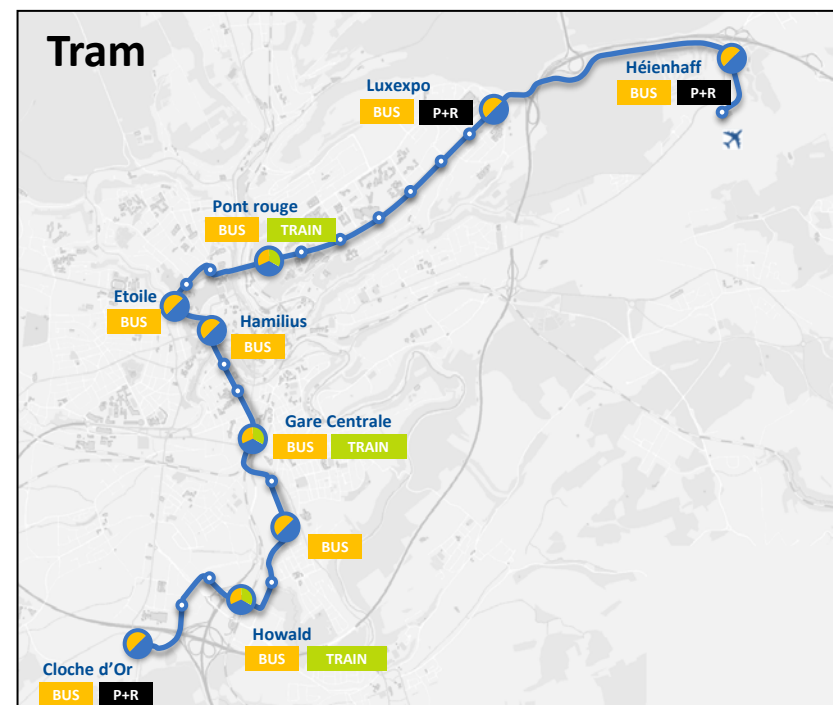 Tram
Héienhaff
BUS P+R
Luxexpo
BUS P+R
Pont rouge
BUS TRAIN
Etoile
BUS
Hamilius
BUS
Gare Centrale
BUS TRAIN
BUS
Howald
BUS TRAIN
Cloche d'Or
BUS P+R